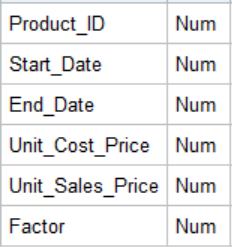 Product_ID Num
Start_Date Num
End_Date Num
Unit_Cost_Price Num
Unit_Sales_Price Num
Factor Num